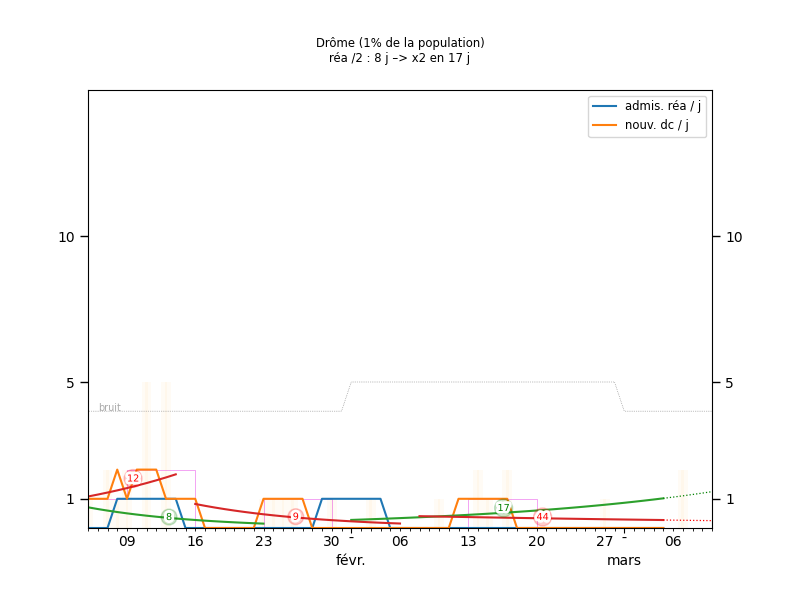 Drôme (1% de la population)
réa /2 : 8 j –> x2 en 17 j
admis. réa / j
nouv. dc / j
10 10
5 5
bruit
12
1 1
17
8 9 44
09 16 23 30 - 06 13 20 27 - 06
févr. mars